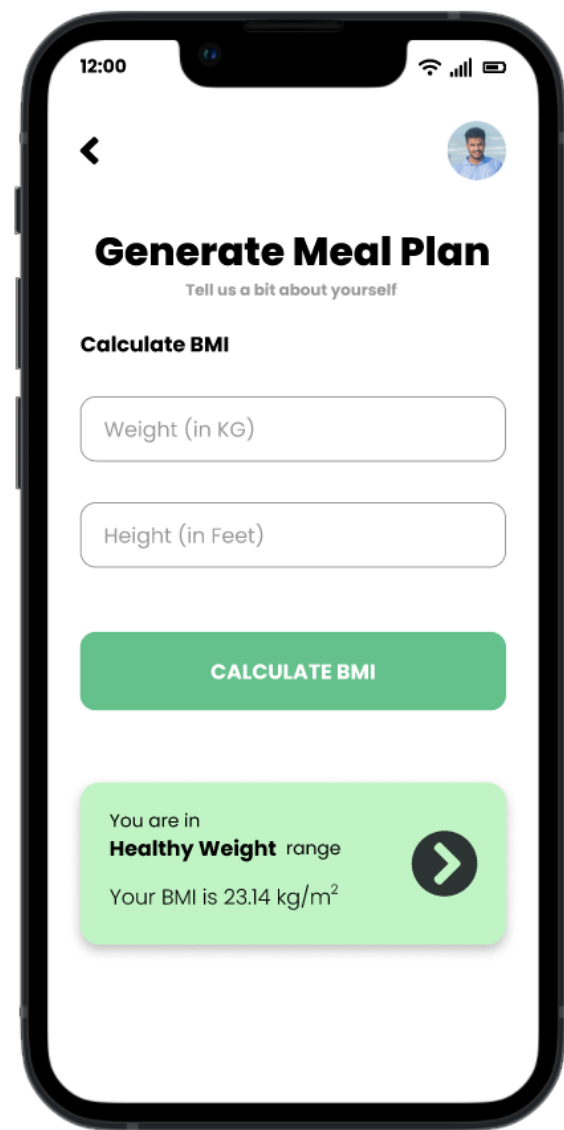 12:00
Generate Meal Plan
Tell us a bit about yourself
Calculate BMI
Weight (in KG)
Height (in Feet)
CALCULATE BMI
You are in
Healthy Weight range
Your BMI is 23.14 kg/m²